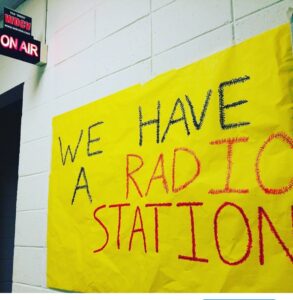 ON AIR
WE HAVE
A RADIO
STATION